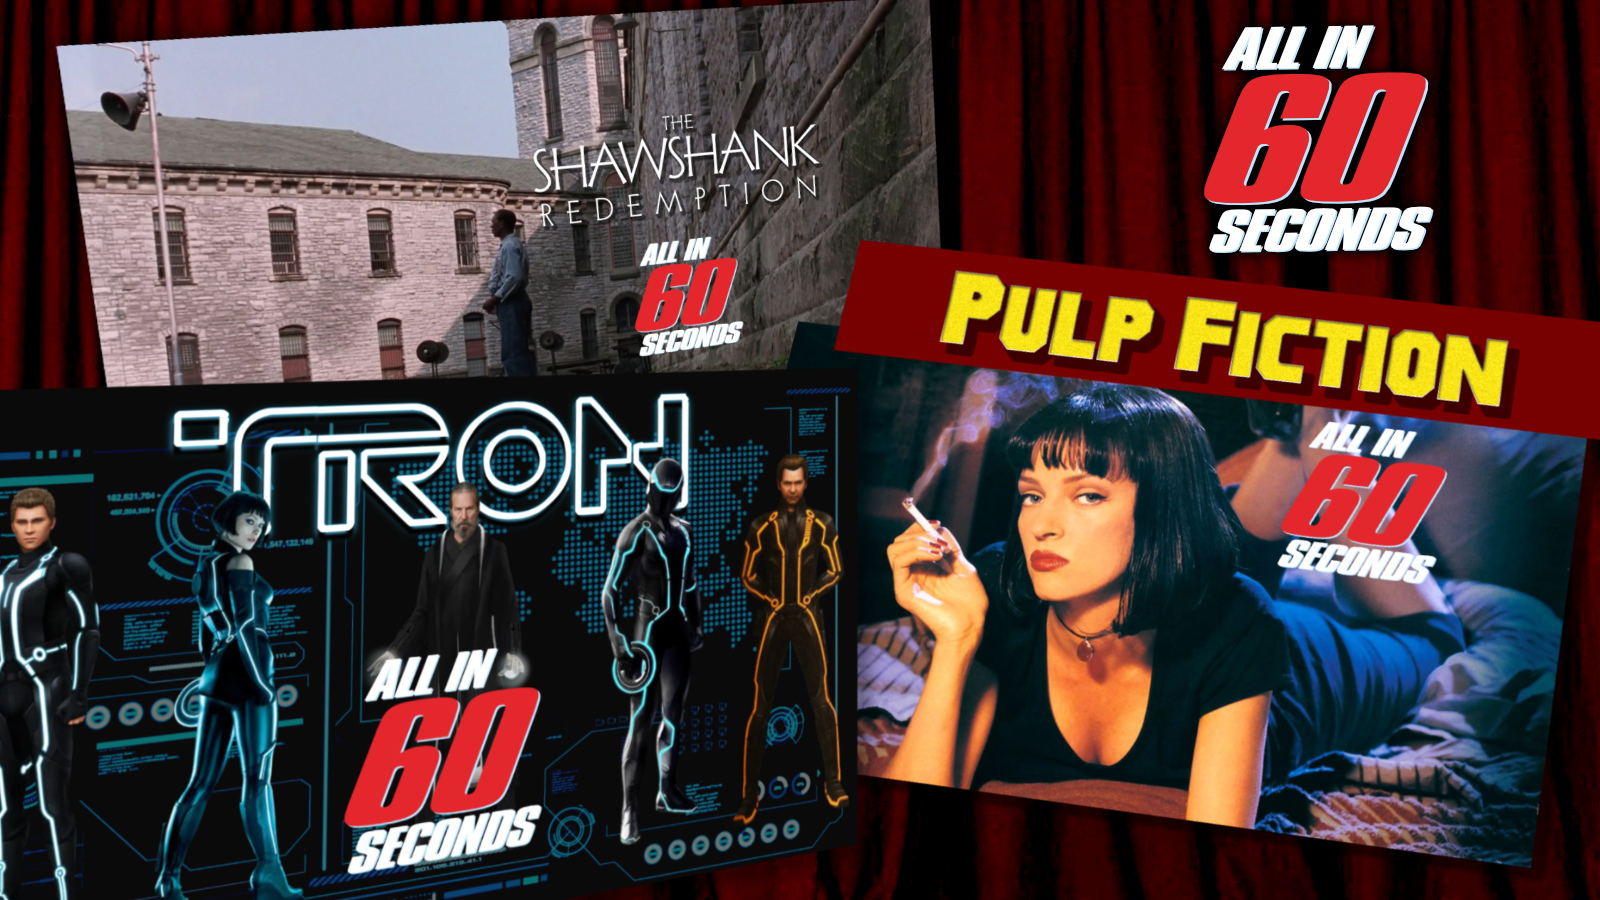 THE
SHAWSHANK
REDEMPTION
ALL IN
60
SECONDS
ALL IN
60
SECONDS
PULP FICTION
ALL IN
60
SECONDS
TRON
ALL IN
60
SECONDS